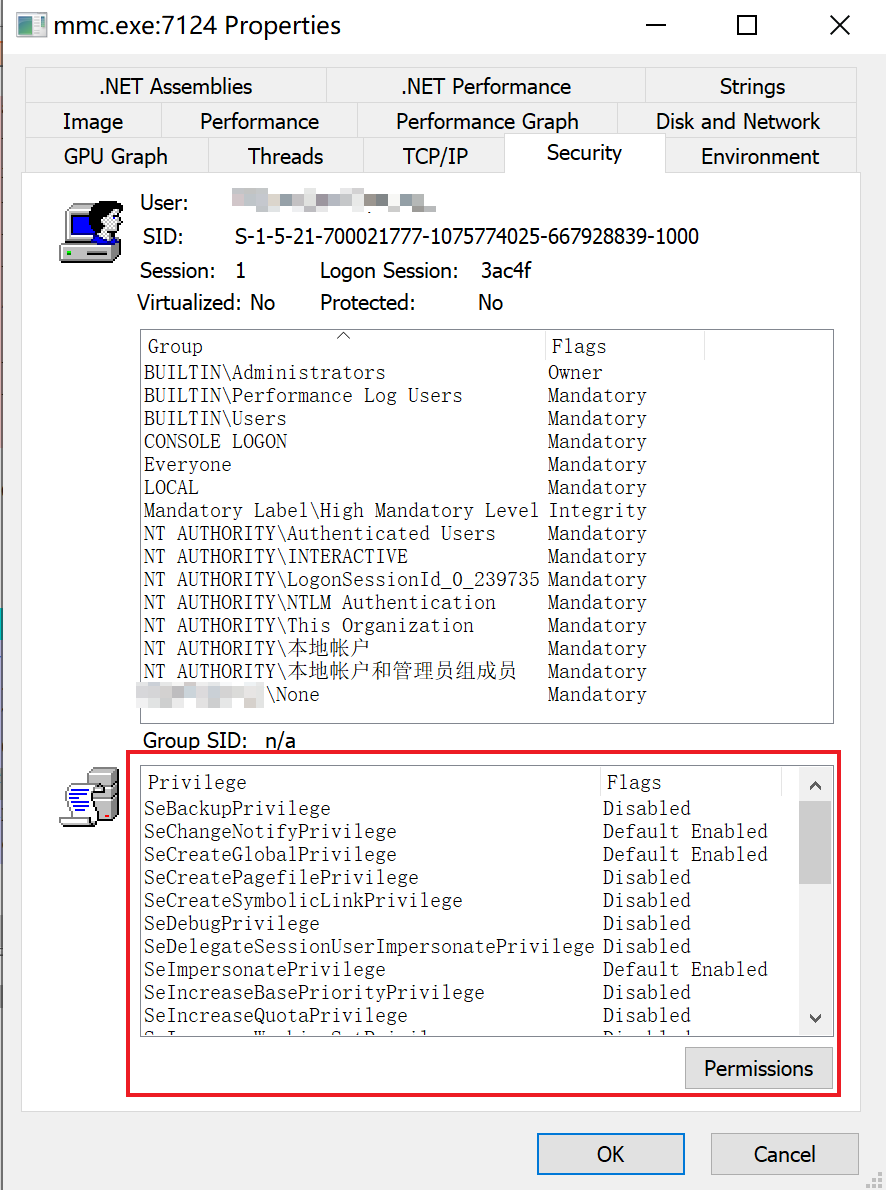 mmc.exe:7124 Properties
.NET Assemblies .NET Performance Strings
Image Performance Performance Graph Disk and Network
GPU Graph Threads TCP/IP Security Environment
User:
SID: S-1-5-21-700021777-1075774025-667928839-1000
Session: 1 Logon Session: 3ac4f
Virtualized: No Protected: No
Group Flags
BUILTIN\Administrators Owner
BUILTIN\Performance Log Users Mandatory
BUILTIN\Users Mandatory
CONSOLE LOGON Mandatory
Everyone Mandatory
LOCAL Mandatory
Mandatory Label\High Mandatory Level Integrity
NT AUTHORITY\Authenticated Users Mandatory
NT AUTHORITY\INTERACTIVE Mandatory
NT AUTHORITY\LogonSessionId_0_239735 Mandatory
NT AUTHORITY\NTLM Authentication Mandatory
NT AUTHORITY\This Organization Mandatory
NT AUTHORITY\本地帐户 Mandatory
NT AUTHORITY\本地帐户和管理员组成员 Mandatory
\None Mandatory
Group SID: n/a
Privilege Flags
SeBackupPrivilege Disabled
SeChangeNotifyPrivilege Default Enabled
SeCreateGlobalPrivilege Default Enabled
SeCreatePagefilePrivilege Disabled
SeCreateSymbolicLinkPrivilege Disabled
SeDebugPrivilege Disabled
SeDelegateSessionUserImpersonatePrivilege Disabled
SeImpersonatePrivilege Default Enabled
SeIncreaseBasePriorityPrivilege Disabled
SeIncreaseQuotaPrivilege Disabled
Permissions
OK Cancel